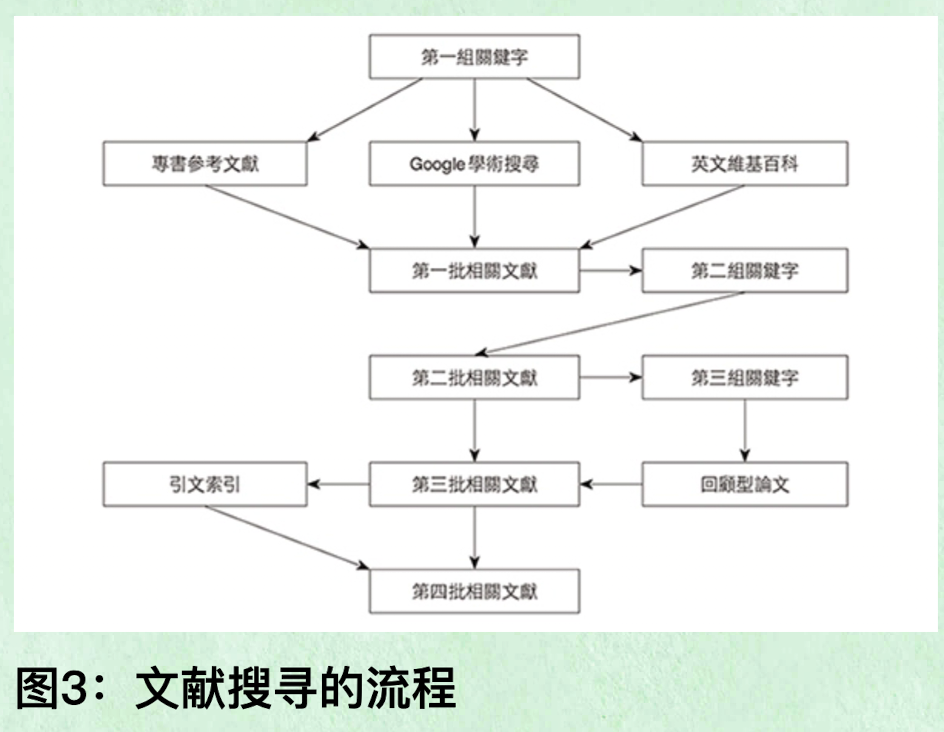 第一組關鍵字
專書參考文獻
Google學術搜尋
英文維基百科
第一批相關文獻
第二組關鍵字
第二批相關文獻
第三組關鍵字
引文索引
第三批相關文獻
回顧型論文
第四批相關文獻
图3：文献搜寻的流程